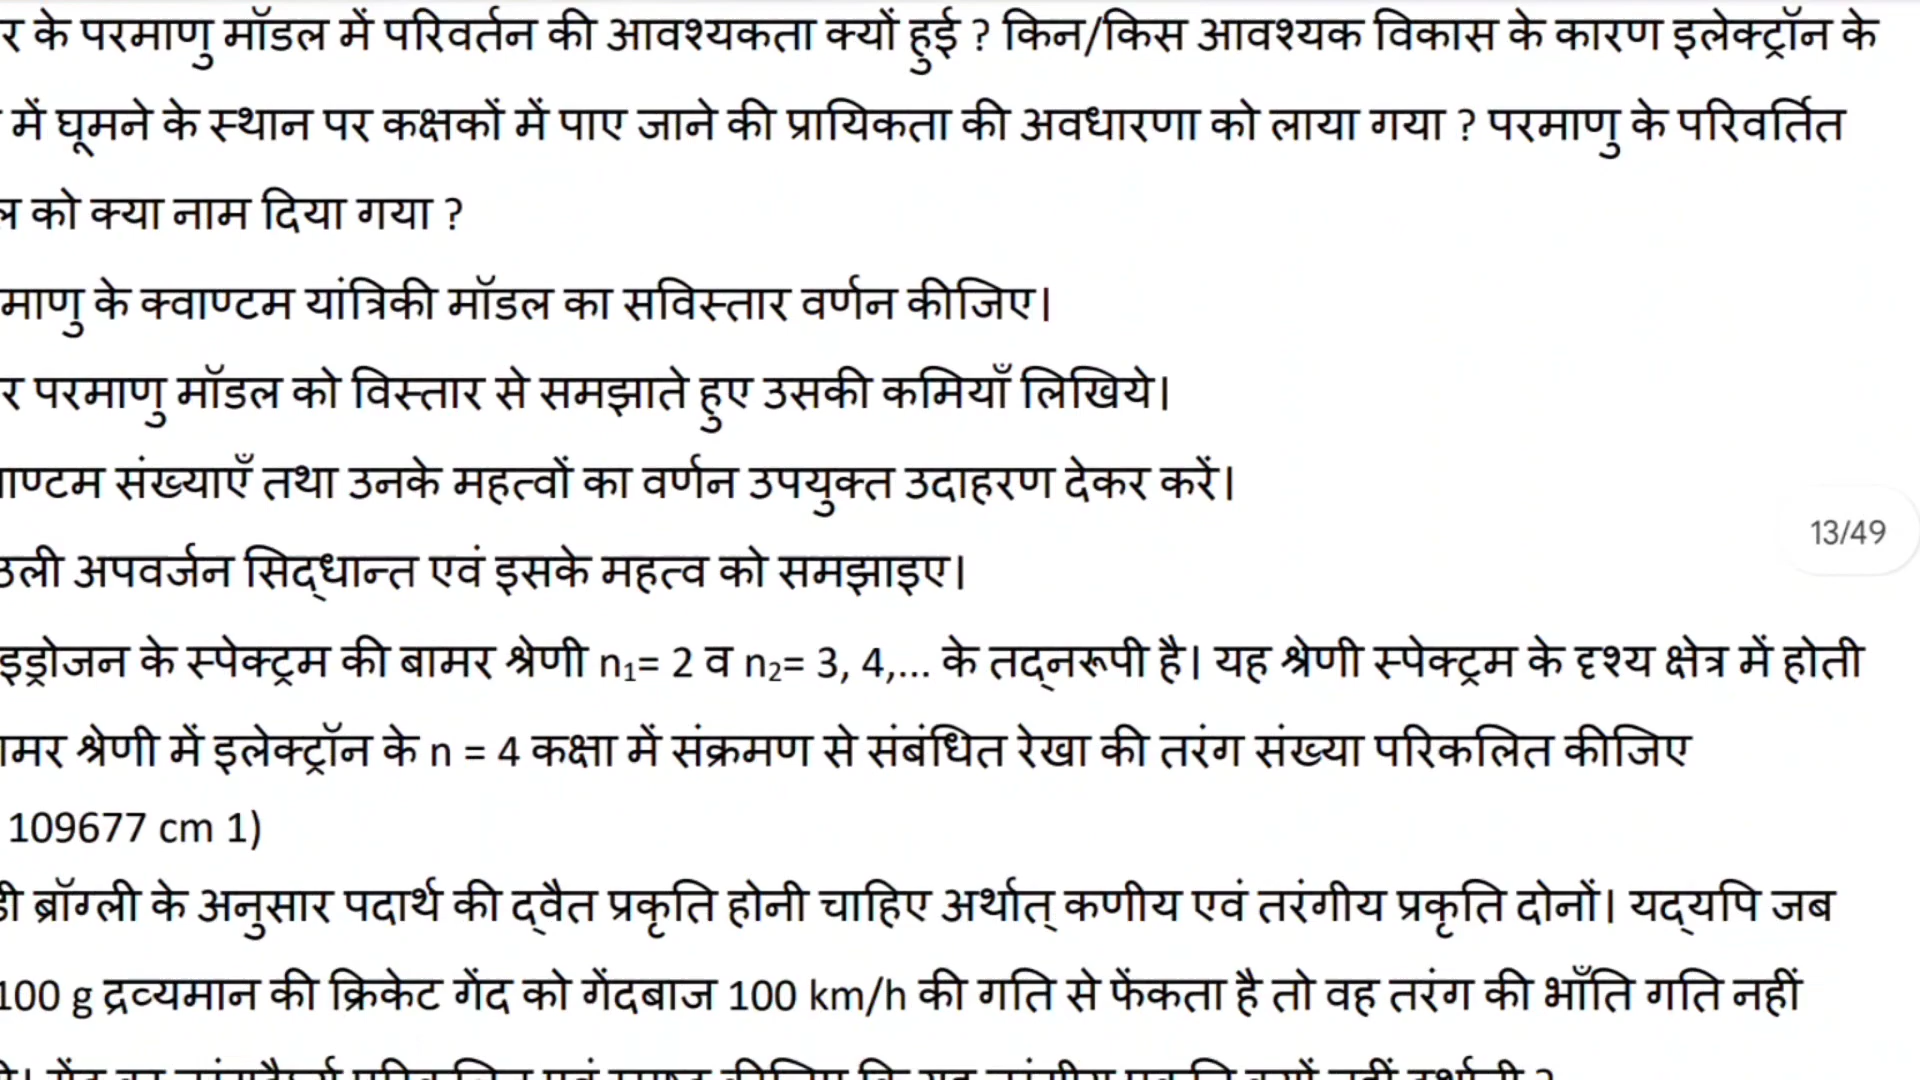 र के परमाणु मॉडल में परिवर्तन की आवश्यकता क्यों हुई ? किन/किस आवश्यक विकास के कारण इलेक्ट्रॉन के
में घूमने के स्थान पर कक्षकों में पाए जाने की प्रायिकता की अवधारणा को लाया गया ? परमाणु के परिवर्तित
को क्या नाम दिया गया ?
माणु के क्वाण्टम यांत्रिकी मॉडल का सविस्तार वर्णन कीजिए।
र परमाणु मॉडल को विस्तार से समझाते हुए उसकी कमियाँ लिखिये।
ाण्टम संख्याएँ तथा उनके महत्वों का वर्णन उपयुक्त उदाहरण देकर करें।
उली अपवर्जन सिद्धान्त एवं इसके महत्व को समझाइए।
13/49
इड्रोजन के स्पेक्ट्रम की बामर श्रेणी n₁= 2 व n₂= 3, 4,... के तद्नरूपी है। यह श्रेणी स्पेक्ट्रम के दृश्य क्षेत्र में होती
ामर श्रेणी में इलेक्ट्रॉन के n = 4 कक्षा में संक्रमण से संबंधित रेखा की तरंग संख्या परिकलित कीजिए
109677 cm 1)
ी ब्रॉग्ली के अनुसार पदार्थ की द्वैत प्रकृति होनी चाहिए अर्थात् कणीय एवं तरंगीय प्रकृति दोनों। यद्यपि जब
100 g द्रव्यमान की क्रिकेट गेंद को गेंदबाज 100 km/h की गति से फेंकता है तो वह तरंग की भाँति गति नहीं